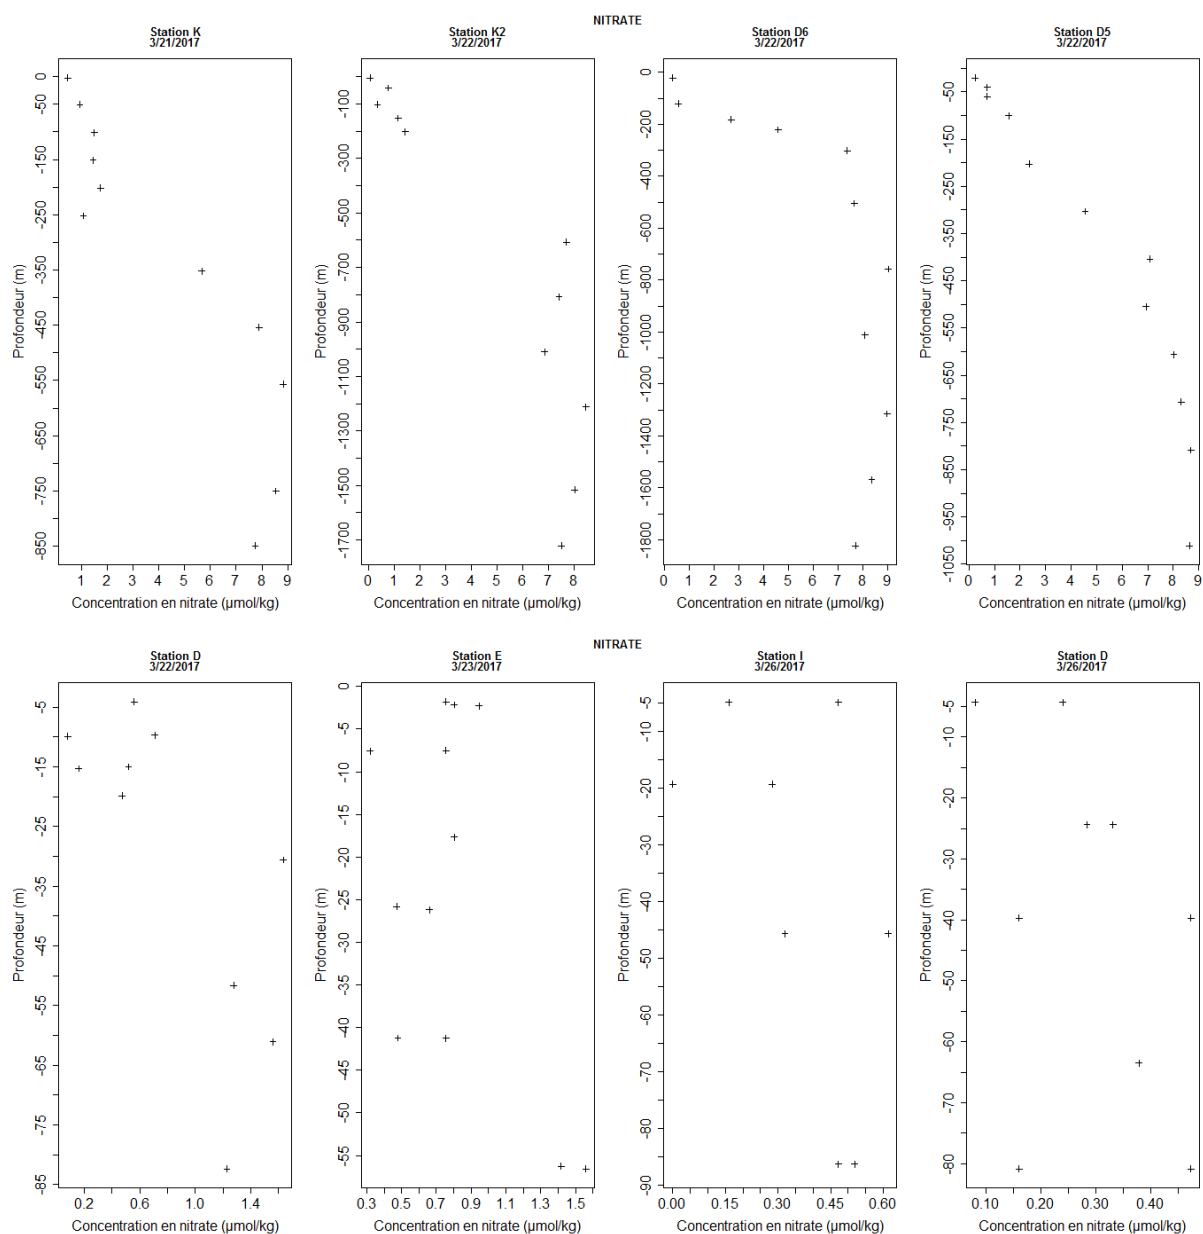 NITRATE
Station K
3/21/2017
0
-50
-150
-250
-350
-450
-550
-650
-750
-850
Profondeur (m)
1 2 3 4 5 6 7 8 9
Concentration en nitrate (µmol/kg)
Station K2
3/22/2017
-100
-300
-500
-700
-900
-1100
-1300
-1500
-1700
Profondeur (m)
0 1 2 3 4 5 6 7 8
Concentration en nitrate (µmol/kg)
Station D6
3/22/2017
0
-200
-400
-600
-800
-1000
-1200
-1400
-1600
-1800
Profondeur (m)
0 1 2 3 4 5 6 7 8 9
Concentration en nitrate (µmol/kg)
Station D5
3/22/2017
-50
-150
-250
-350
-450
-550
-650
-750
-850
-950
-1050
Profondeur (m)
0 1 2 3 4 5 6 7 8 9
Concentration en nitrate (µmol/kg)
NITRATE
Station D
3/22/2017
-5
-15
-25
-35
-45
-55
-65
-75
-85
Profondeur (m)
0.2 0.6 1.0 1.4
Concentration en nitrate (µmol/kg)
Station E
3/23/2017
0
-5
-10
-15
-20
-25
-30
-35
-40
-45
-50
-55
Profondeur (m)
0.3 0.5 0.7 0.9 1.1 1.3 1.5
Concentration en nitrate (µmol/kg)
Station I
3/26/2017
-5
-10
-20
-30
-40
-50
-60
-70
-80
-90
Profondeur (m)
0.00 0.15 0.30 0.45 0.60
Concentration en nitrate (µmol/kg)
Station D
3/26/2017
-5
-10
-20
-30
-40
-50
-60
-70
-80
Profondeur (m)
0.10 0.20 0.30 0.40
Concentration en nitrate (µmol/kg)